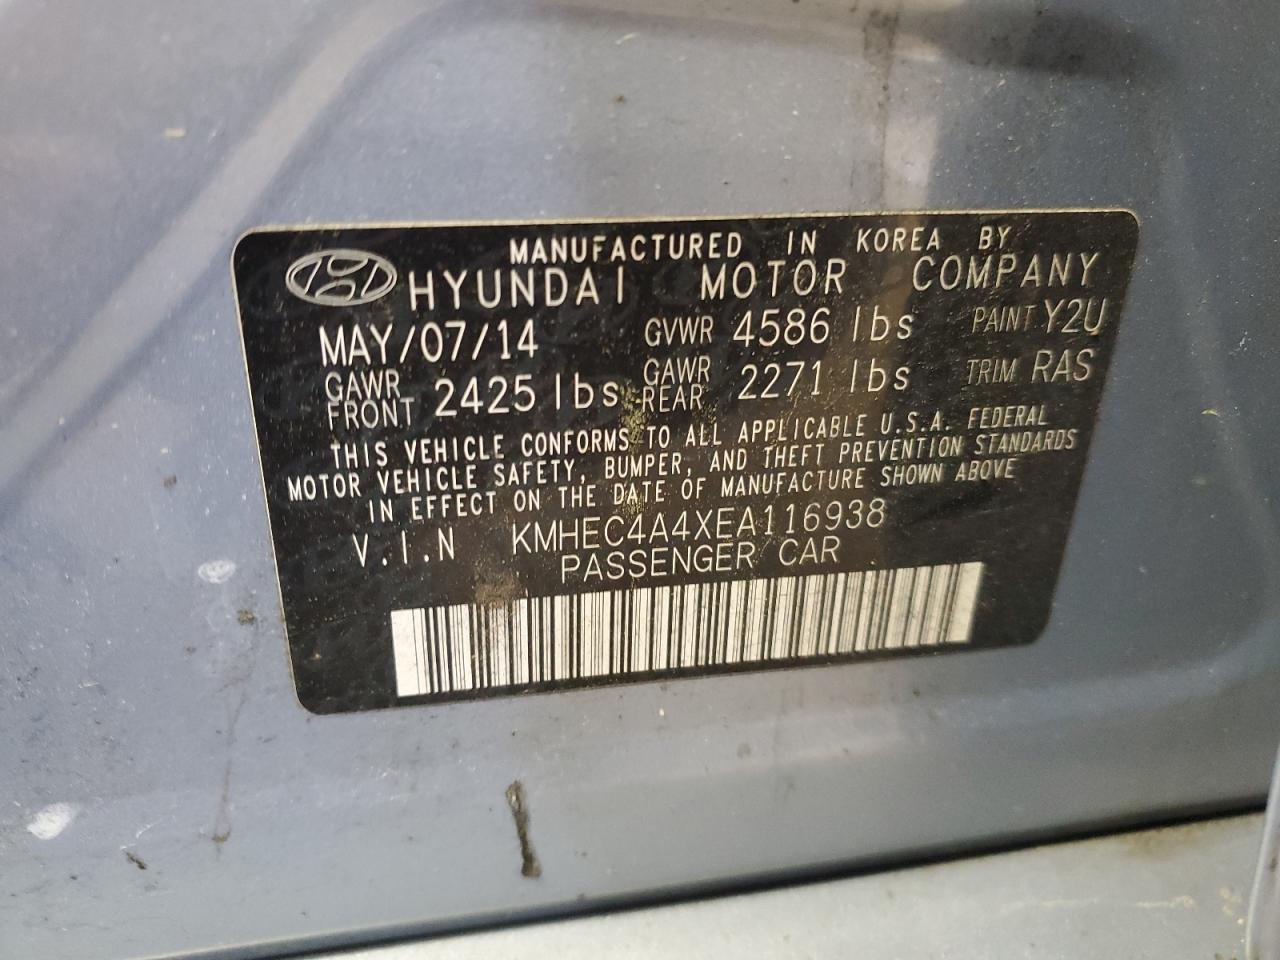 MANUFACTURED IN KOREA BY
HYUNDAI MOTOR COMPANY
MAY/07/14 GVWR 4586 lbs PAINT Y2U
GAWR FRONT 2425 lbs GAWR REAR 2271 lbs TRIM RAS
THIS VEHICLE CONFORMS TO ALL APPLICABLE U.S.A. FEDERAL
MOTOR VEHICLE SAFETY, BUMPER, AND THEFT PREVENTION STANDARDS
IN EFFECT ON THE DATE OF MANUFACTURE SHOWN ABOVE
V.I.N KMHEC4A4XEA116938
PASSENGER CAR